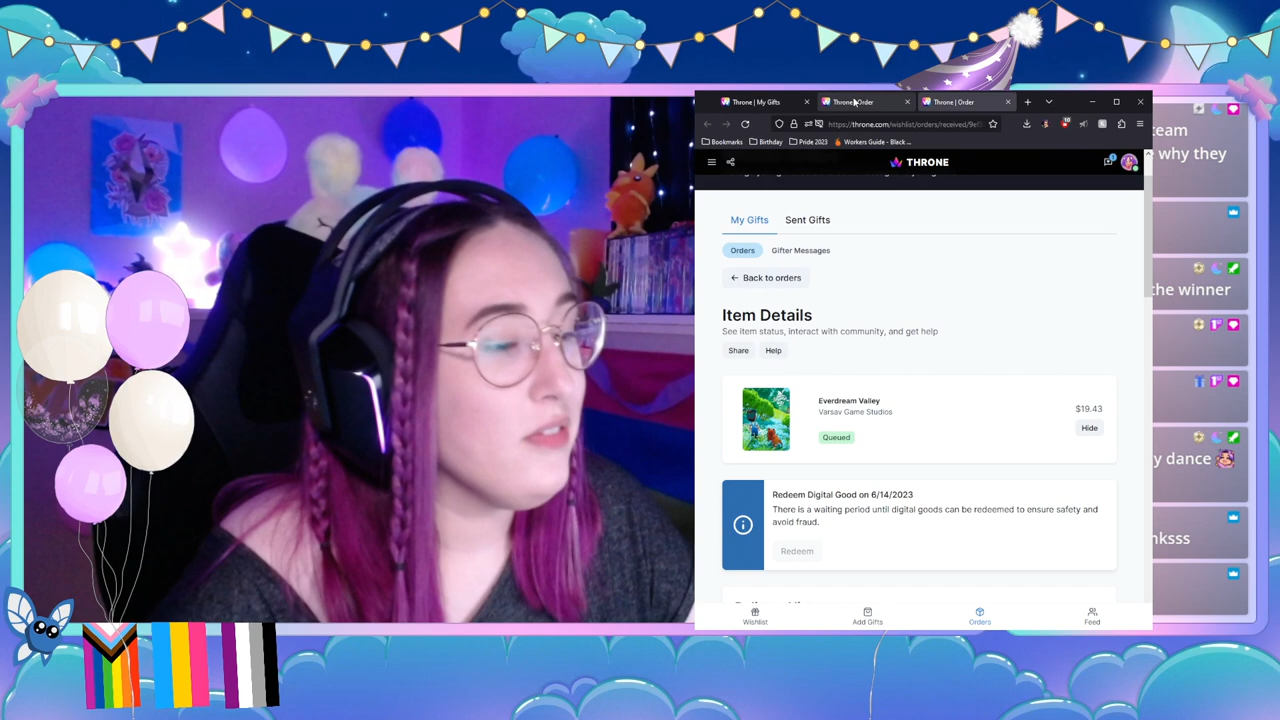 Throne | My Gifts
Throne | Order
Throne | Order
https://throne.com/wishlist/orders/received/9e
Bookmarks
Birthday
Pride 2023
Workers Guide - Black ...
THRONE
My Gifts
Sent Gifts
Orders
Gifter Messages
← Back to orders
Item Details
See item status, interact with community, and get help
Share
Help
Everdream Valley
Varsav Game Studios
$19.43
Queued
Hide
Redeem Digital Good on 6/14/2023
There is a waiting period until digital goods can be redeemed to ensure safety and
avoid fraud.
Redeem
Wishlist
Add Gifts
Orders
Feed
team
why they
the winner
y dance
nksss